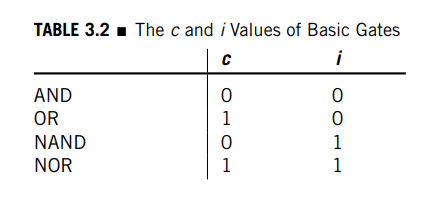 TABLE 3.2 ■ The c and i Values of Basic Gates
c i
AND 0 0
OR 1 0
NAND 0 1
NOR 1 1